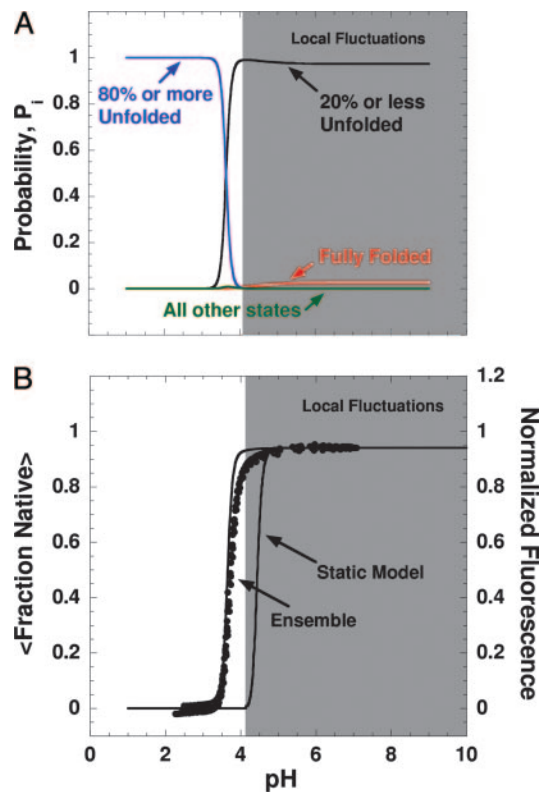 A
Local Fluctuations
80% or more
Unfolded
20% or less
Unfolded
Fully Folded
All other states
Probability, P i
1
0.8
0.6
0.4
0.2
0
B
Local Fluctuations
Static Model
Ensemble
<Fraction Native>
1
0.8
0.6
0.4
0.2
0
Normalized Fluorescence
1.2
1
0.8
0.6
0.4
0.2
0
0 2 4 6 8 10
pH